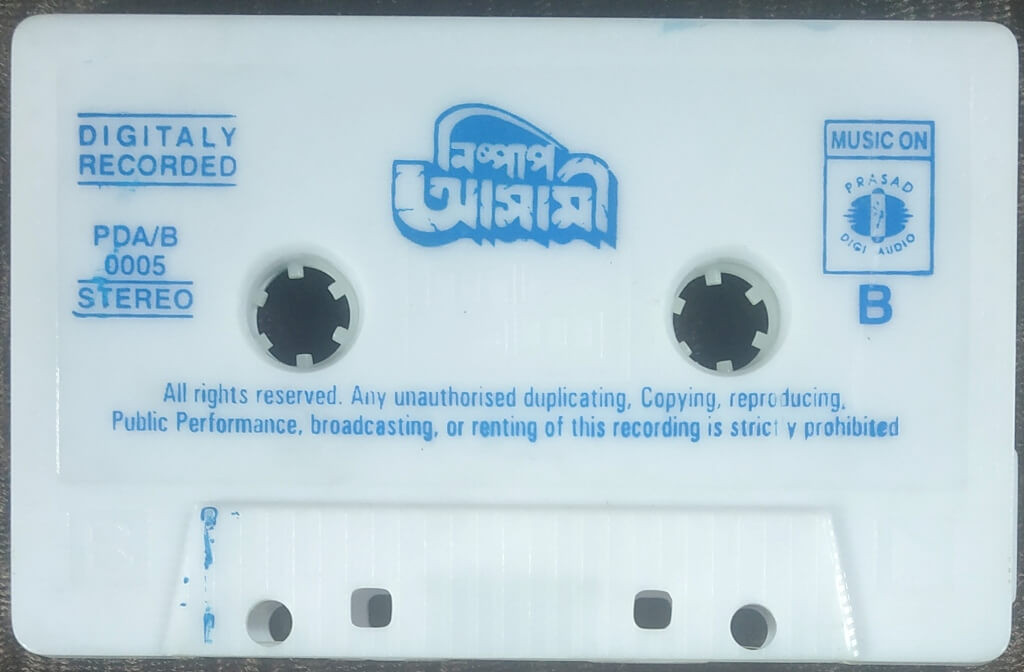 DIGITALY
RECORDED
PDA/B
0005
STEREO
নিষ্পাপ
আসামী
MUSIC ON
PRASAD
DIGI AUDIO
B
All rights reserved. Any unauthorised duplicating, Copying, reproducing,
Public Performance, broadcasting, or renting of this recording is strictly prohibited